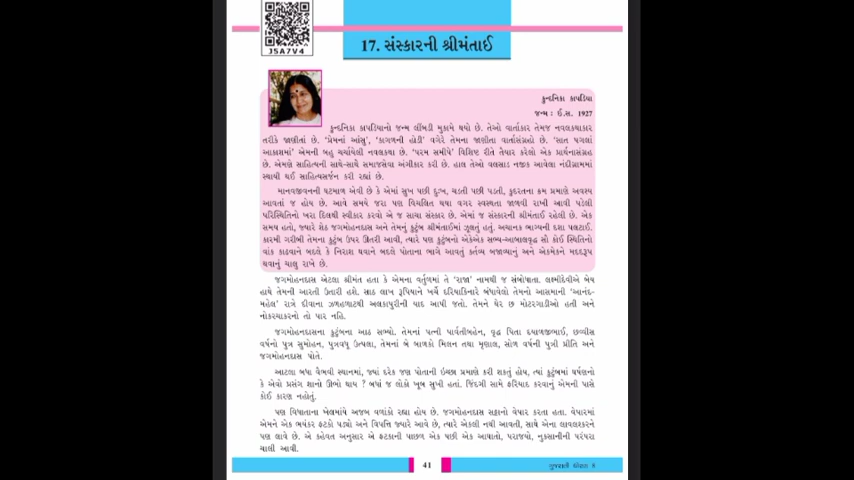 J5A7V4
17. સંસ્કારની શ્રીમંતાઈ
કુન્દનિકા કાપડિયા
જન્મ : ઈ.સ. 1927
કુન્દનિકા કાપડિયાનો જન્મ લીંબડી મુકામે થયો છે. તેઓ વાર્તાકાર તેમજ નવલકથાકાર
તરીકે જાણીતાં છે. 'પ્રેમનાં આંસુ', 'કાગળની હોડી' વગેરે તેમના જાણીતા વાર્તાસંગ્રહો છે. 'સાત પગલાં
આકાશમાં' એમની બહુ ચર્ચાયેલી નવલકથા છે. 'પરમ સમીપે' વિશિષ્ટ રીતે તૈયાર કરેલો એક પ્રાર્થનાસંગ્રહ
છે. એમણે સાહિત્યની સાથે-સાથે સમાજસેવા અંગીકાર કરી છે. હાલ તેઓ વલસાડ નજીક આવેલા નંદીગ્રામમાં
સ્થાયી થઈ સાહિત્યસર્જન કરી રહ્યાં છે.
માનવજીવનની ઘટમાળ એવી છે કે એમાં સુખ પછી દુઃખ, ચડતી પછી પડતી, કુદરતના ક્રમ પ્રમાણે અવશ્ય
આવતાં જ હોય છે. આવે સમયે જરા પણ વિચલિત થયા વગર સ્વસ્થતા જાળવી રાખી આવી પડેલી
પરિસ્થિતિનો ખરા દિલથી સ્વીકાર કરવો એ જ સાચા સંસ્કાર છે. એમાં જ સંસ્કારની શ્રીમંતાઈ રહેલી છે. એક
સમય હતો, જ્યારે શેઠ જગમોહનદાસ અને તેમનું કુટુંબ શ્રીમંતાઈમાં ઝૂલતું હતું. અચાનક ભાગ્યની દશા પલટાઈ.
કારમી ગરીબી તેમના કુટુંબ ઉપર ઊતરી આવી, ત્યારે પણ કુટુંબનો એકેએક સભ્ય-આબાલવૃદ્ધ સૌ કોઈ સ્થિતિનો
વાંક કાઢવાને બદલે કે નિરાશ થવાને બદલે પોતાના ભાગે આવતું કર્તવ્ય બજાવ્યાનું અને એકમેકને મદદરૂપ
થવાનું ચાલુ રાખે છે.
જગમોહનદાસ એટલા શ્રીમંત હતા કે એમના વર્તુળમાં તે 'રાજા' નામથી જ સંબોધાતા. લક્ષ્મીદેવીએ બેય
હાથે તેમની આરતી ઉતારી હશે. સાઠ લાખ રૂપિયાને ખર્ચે દરિયાકિનારે બંધાવેલો તેમનો આસમાની 'આનંદ-
મહેલ' રાત્રે દીવાના ઝળહળાટથી અલકાપુરીની યાદ આપી જતો. તેમને ઘેર છ મોટરગાડીઓ હતી અને
નોકરચાકરનો તો પાર નહિ.
જગમોહનદાસના કુટુંબના આઠ સભ્યો. તેમનાં પત્ની પાર્વતીબહેન, વૃદ્ધ પિતા દયાળજીભાઈ, છવ્વીસ
વર્ષનો પુત્ર સુમોહન, પુત્રવધૂ ઉત્પલા, તેમનાં બે બાળકો મિલન તથા મૃણાલ, સોળ વર્ષની પુત્રી પ્રીતિ અને
જગમોહનદાસ પોતે.
આટલા બધા વૈભવી સ્થાનમાં, જ્યાં દરેક જણ પોતાની ઇચ્છા પ્રમાણે કરી શકતું હોય, ત્યાં કુટુંબમાં ઘર્ષણનો
કે એવો પ્રસંગ શાનો ઊભો થાય ? બધાં જ લોકો ખૂબ સુખી હતાં. જિંદગી સામે ફરિયાદ કરવાનું એમની પાસે
કોઈ કારણ નહોતું.
પણ વિધાતાના ખેલમાંયે અજબ વળાંકો રહ્યા હોય છે. જગમોહનદાસ સટ્ટાનો વેપાર કરતા હતા. વેપારમાં
એમને એક ભયંકર ફટકો પડ્યો અને વિપત્તિ જ્યારે આવે છે, ત્યારે એકલી નથી આવતી, સાથે એના લાવલશ્કરને
પણ લાવે છે. એ કહેવત અનુસાર એ ફટકાની પાછળ એક પછી એક આઘાતો, પરાજયો, નુકસાનીની પરંપરા
ચાલી આવી.
41
ગુજરાતી ધોરણ 8